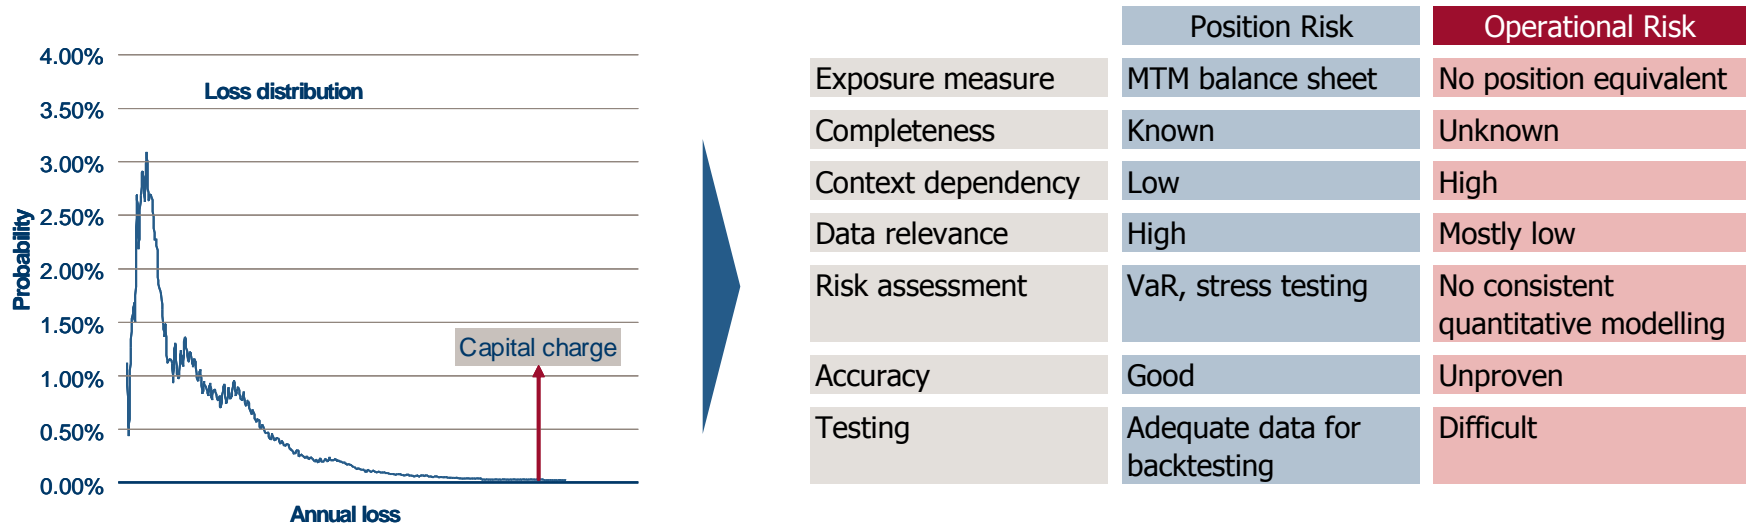 4.00%
Loss distribution
3.50%
3.00%
2.50%
2.00%
1.50%
1.00%
0.50%
0.00%
Probability
Capital charge
Annual loss
Position Risk Operational Risk
Exposure measure MTM balance sheet No position equivalent
Completeness Known Unknown
Context dependency Low High
Data relevance High Mostly low
Risk assessment VaR, stress testing No consistent
quantitative modelling
Accuracy Good Unproven
Testing Adequate data for Difficult
backtesting